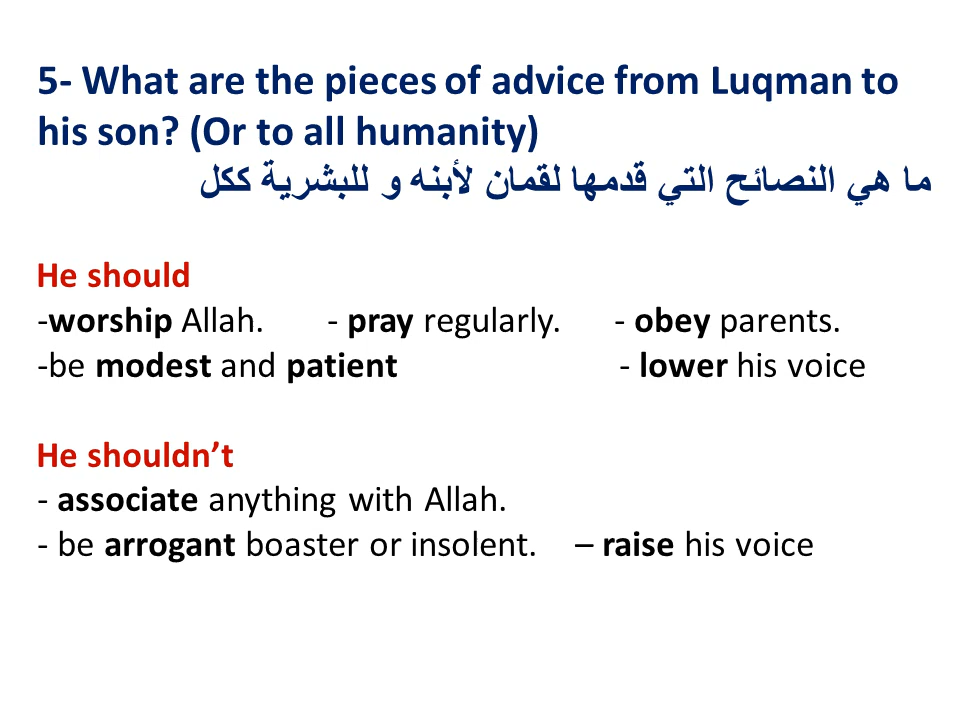 5- What are the pieces of advice from Luqman to
his son? (Or to all humanity)
ما هي النصائح التي قدمها لقمان لأبنه و للبشرية ككل
He should
-worship Allah. - pray regularly. - obey parents.
-be modest and patient - lower his voice
He shouldn’t
- associate anything with Allah.
- be arrogant boaster or insolent. – raise his voice